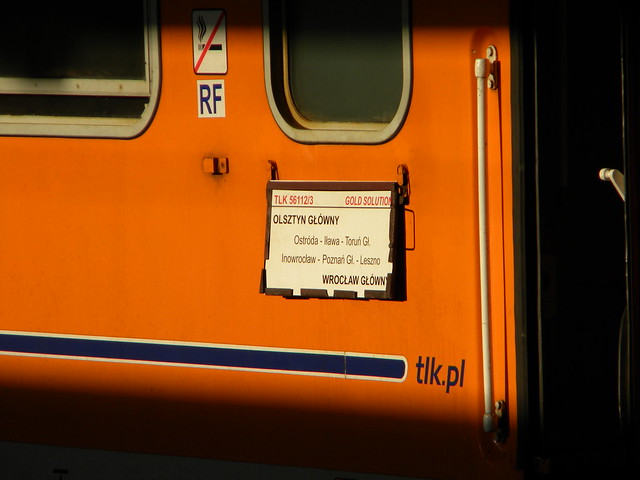 RF
TLK 56112/3 GOLD SOLUTION
OLSZTYN GŁÓWNY
Ostróda - Iława - Toruń Gł.
Inowrocław - Poznań Gł. - Leszno
WROCŁAW GŁÓWNY
tlk.pl